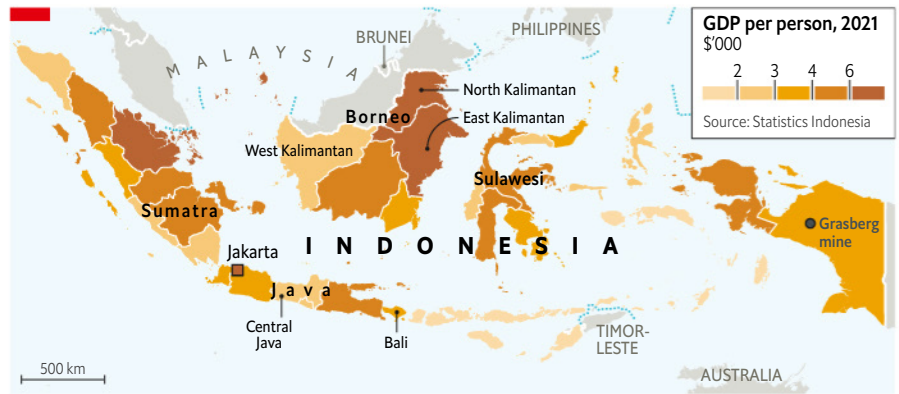 GDP per person, 2021
$'000
2 3 4 6
Source: Statistics Indonesia
MALAYSIA
BRUNEI
PHILIPPINES
North Kalimantan
Borneo
East Kalimantan
West Kalimantan
Sulawesi
Sumatra
Grasberg
mine
Jakarta
INDONESIA
Java
Central
Java
Bali
TIMOR-
LESTE
500 km
AUSTRALIA